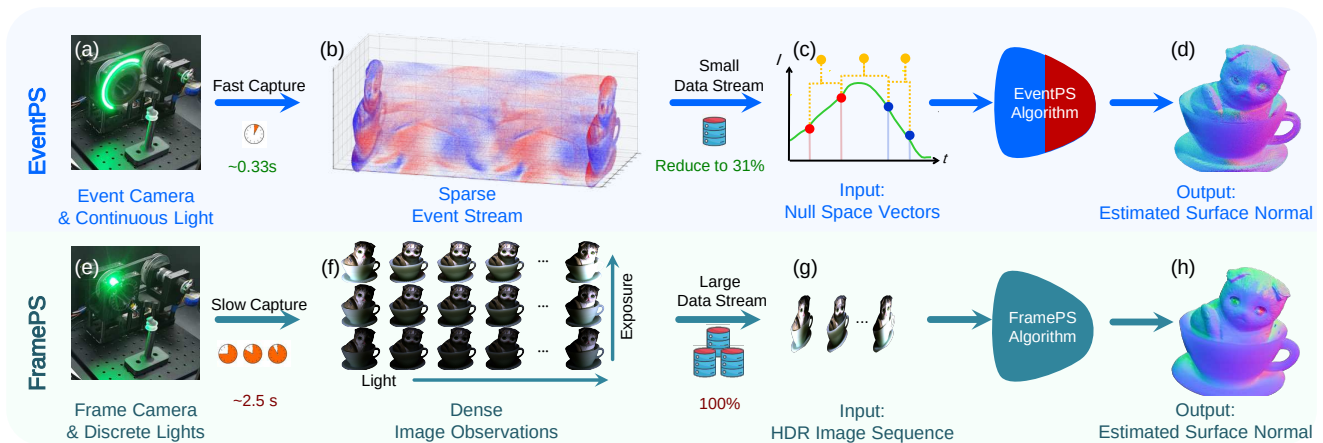 EventPS
(a)
Fast Capture
~0.33s
Event Camera
& Continuous Light
(b)
Sparse
Event Stream
Small
Data Stream
Reduce to 31%
(c)
I
t
Input:
Null Space Vectors
EventPS
Algorithm
(d)
Output:
Estimated Surface Normal
FramePS
(e)
Slow Capture
~2.5 s
Frame Camera
& Discrete Lights
(f)
...
...
...
Exposure
Light
Dense
Image Observations
Large
Data Stream
100%
(g)
...
Input:
HDR Image Sequence
FramePS
Algorithm
(h)
Output:
Estimated Surface Normal